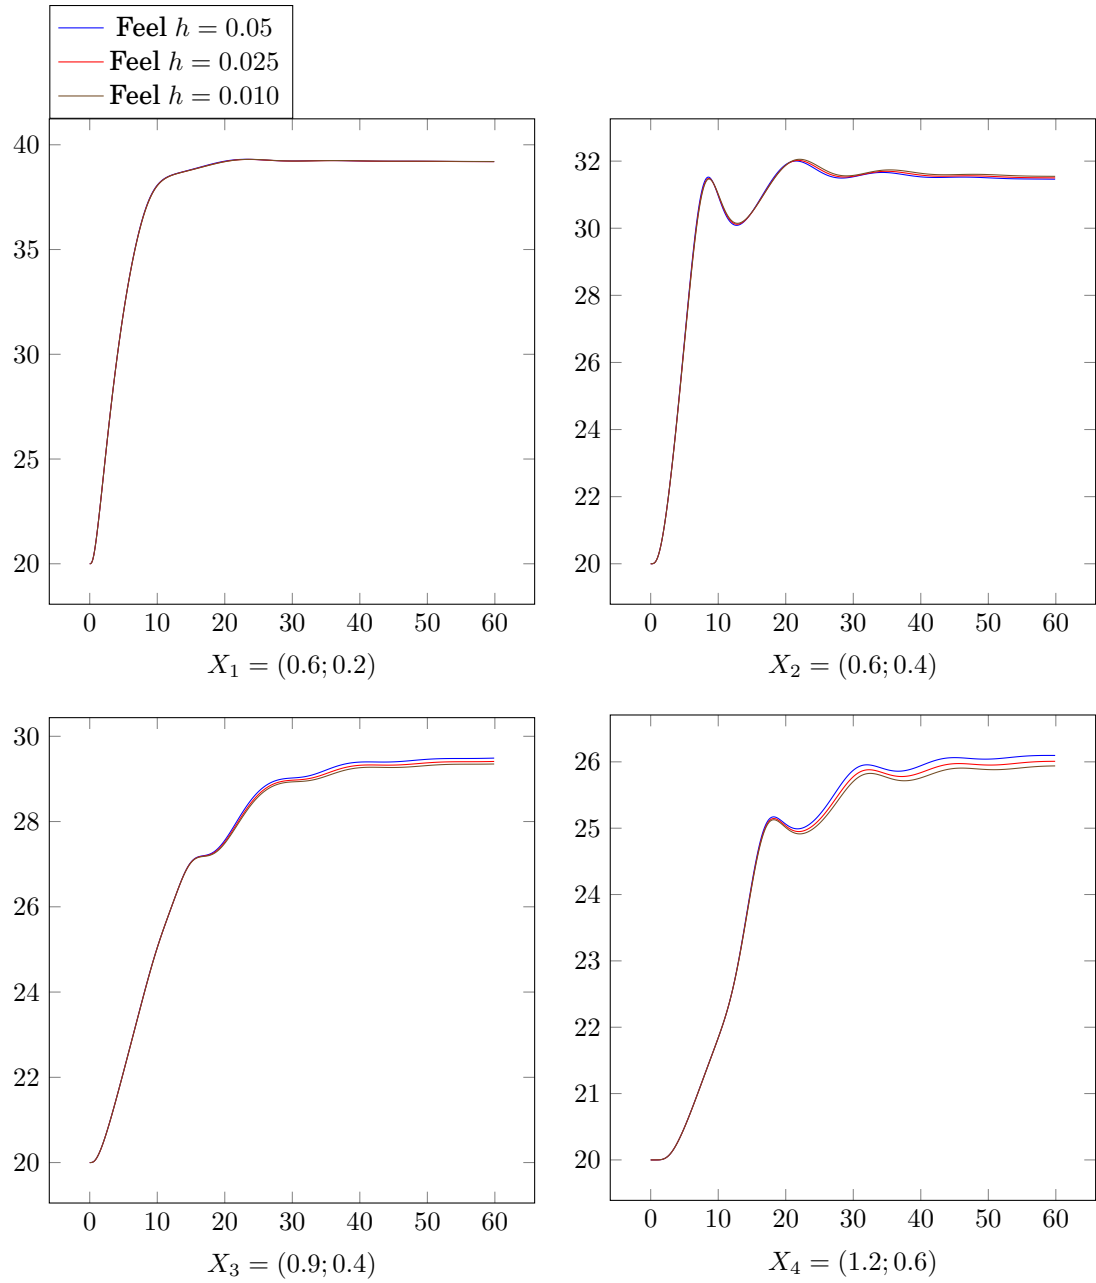 Feel h = 0.05
Feel h = 0.025
Feel h = 0.010
40
35
30
25
20
0 10 20 30 40 50 60
X₁ = (0.6; 0.2)
32
30
28
26
24
22
20
0 10 20 30 40 50 60
X₂ = (0.6; 0.4)
30
28
26
24
22
20
0 10 20 30 40 50 60
X₃ = (0.9; 0.4)
26
25
24
23
22
21
20
0 10 20 30 40 50 60
X₄ = (1.2; 0.6)